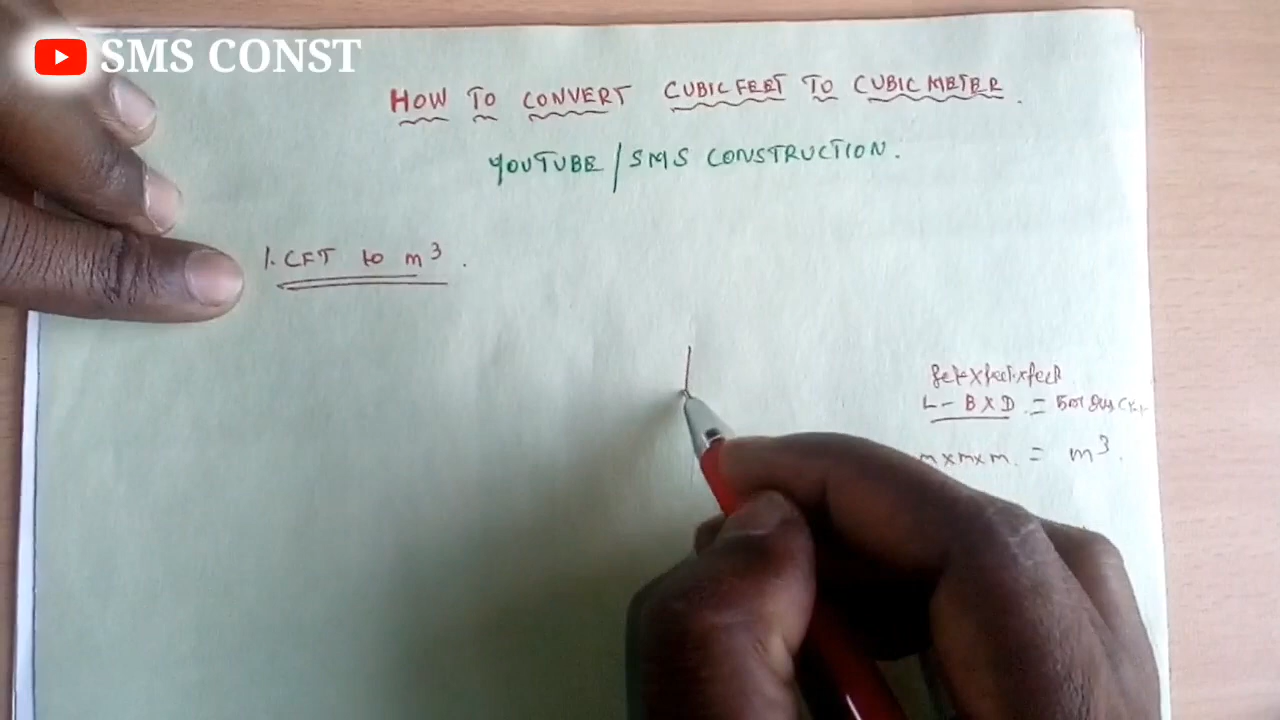 SMS CONST
HOW TO CONVERT CUBIC FEET TO CUBIC METER.
YOUTUBE / SMS CONSTRUCTION.
1. CFT to m³.
feet x feet x feet
L - B X D =
m x m x m. = m³.